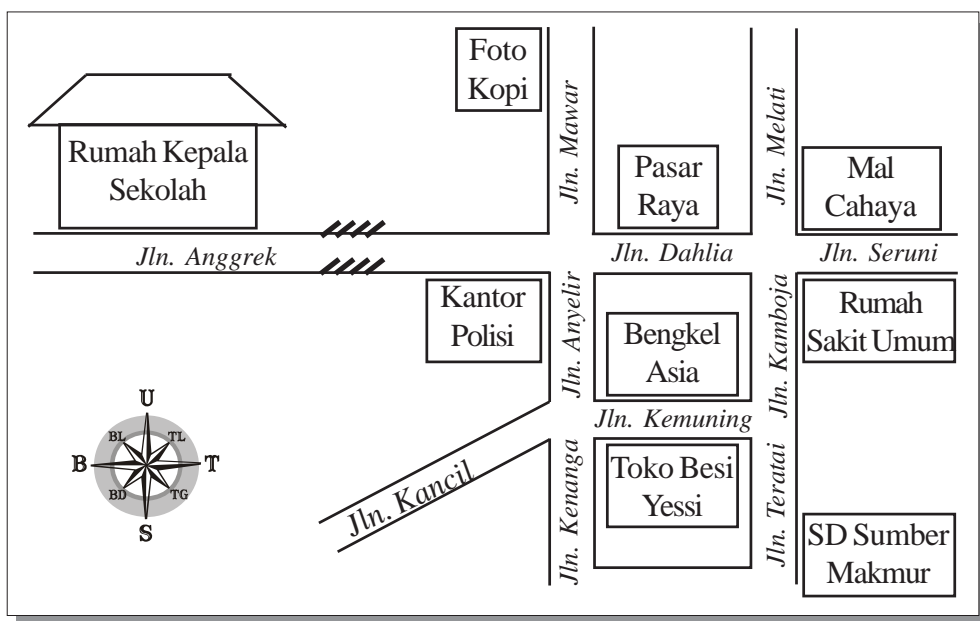 Foto
Kopi
Jln. Mawar
Jln. Melati
Rumah Kepala
Sekolah
Pasar
Raya
Mal
Cahaya
Jln. Anggrek
Jln. Dahlia
Jln. Seruni
Kantor
Polisi
Jln. Anyelir
Bengkel
Asia
Jln. Kamboja
Rumah
Sakit Umum
Jln. Kemuning
U
BL
TL
B
T
BD
TG
S
Jln. Kancil
Jln. Kenanga
Toko Besi
Yessi
Jln. Teratai
SD Sumber
Makmur